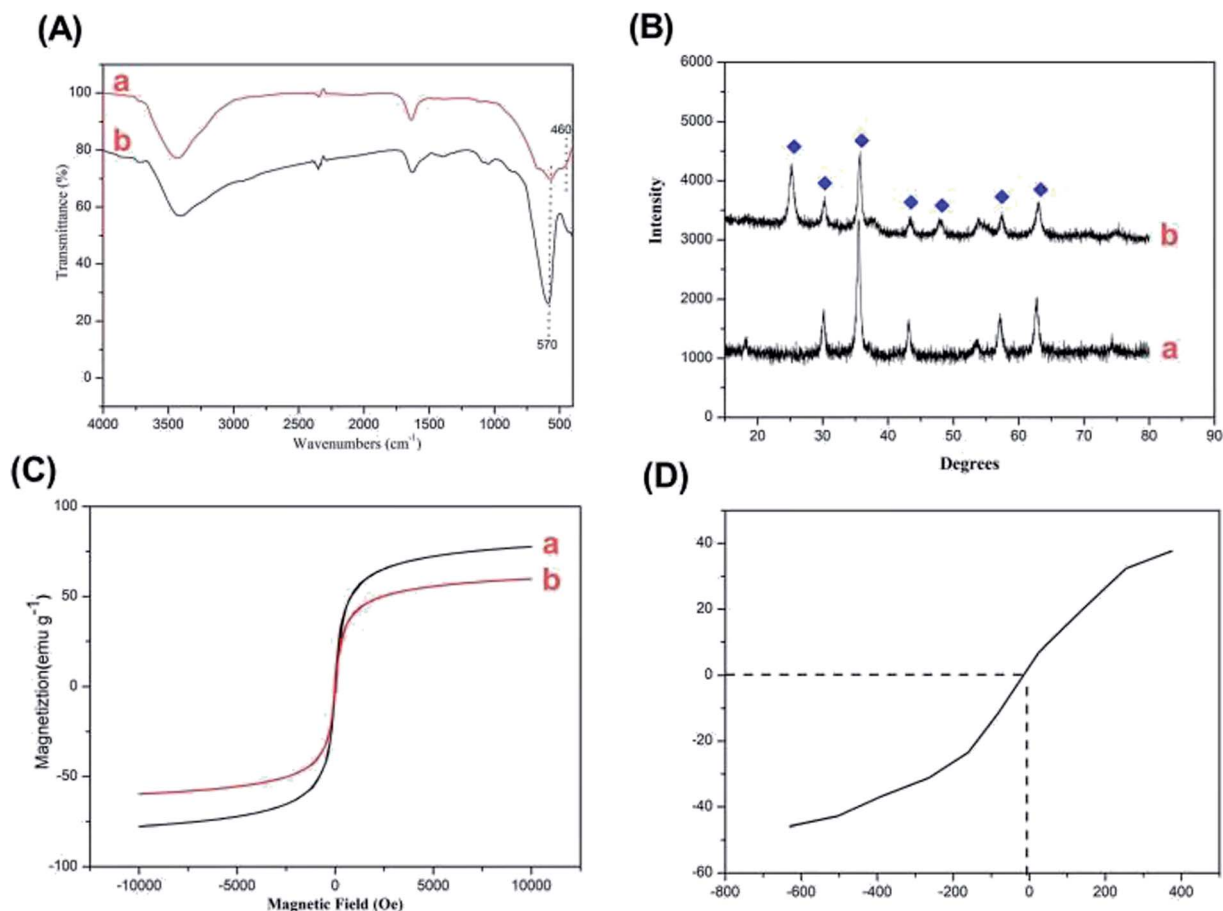 (A)
a
b
Transmittance (%)
100
80
60
40
20
0
460
570
4000 3500 3000 2500 2000 1500 1000 500
Wavenumbers (cm-1)
(B)
Intensity
6000
5000
4000
3000
2000
1000
0
b
a
20 30 40 50 60 70 80 90
Degrees
(C)
Magnetiztion(emu g-1)
100
50
0
-50
-100
a
b
-10000 -5000 0 5000 10000
Magnetic Field (Oe)
(D)
40
20
0
-20
-40
-60
-800 -600 -400 -200 0 200 400